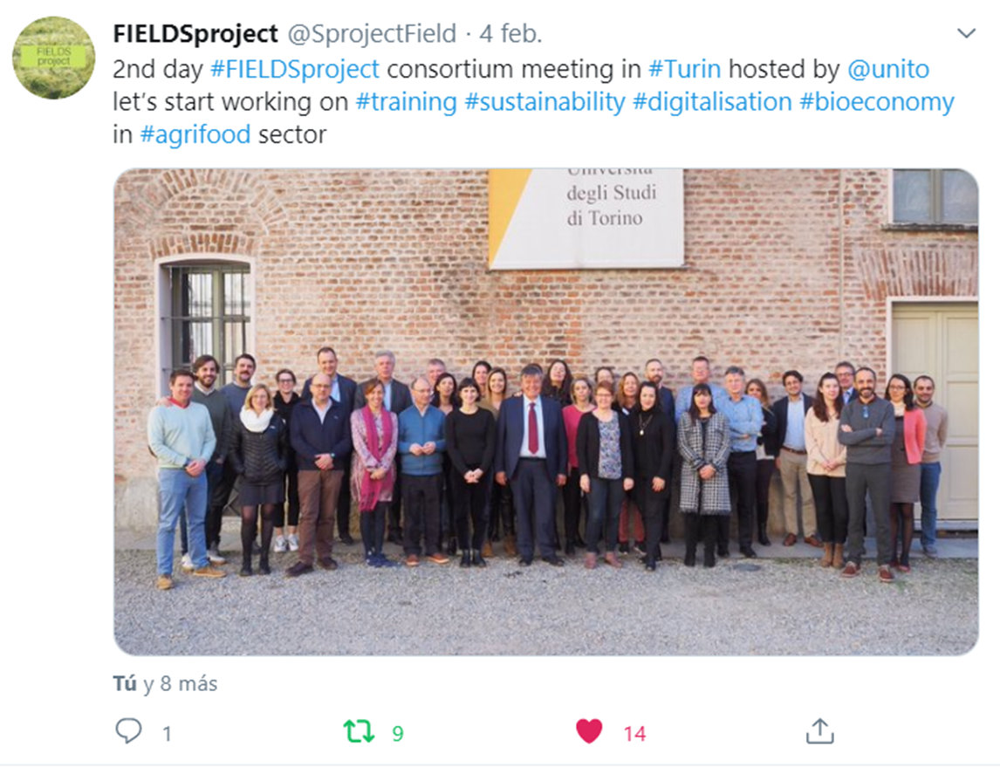 FIELDSproject @SprojectField · 4 feb.
FIELDS
project
2nd day #FIELDSproject consortium meeting in #Turin hosted by @unito
let's start working on #training #sustainability #digitalisation #bioeconomy
in #agrifood sector
Università
degli Studi
di Torino
Tú y 8 más
1 9 14